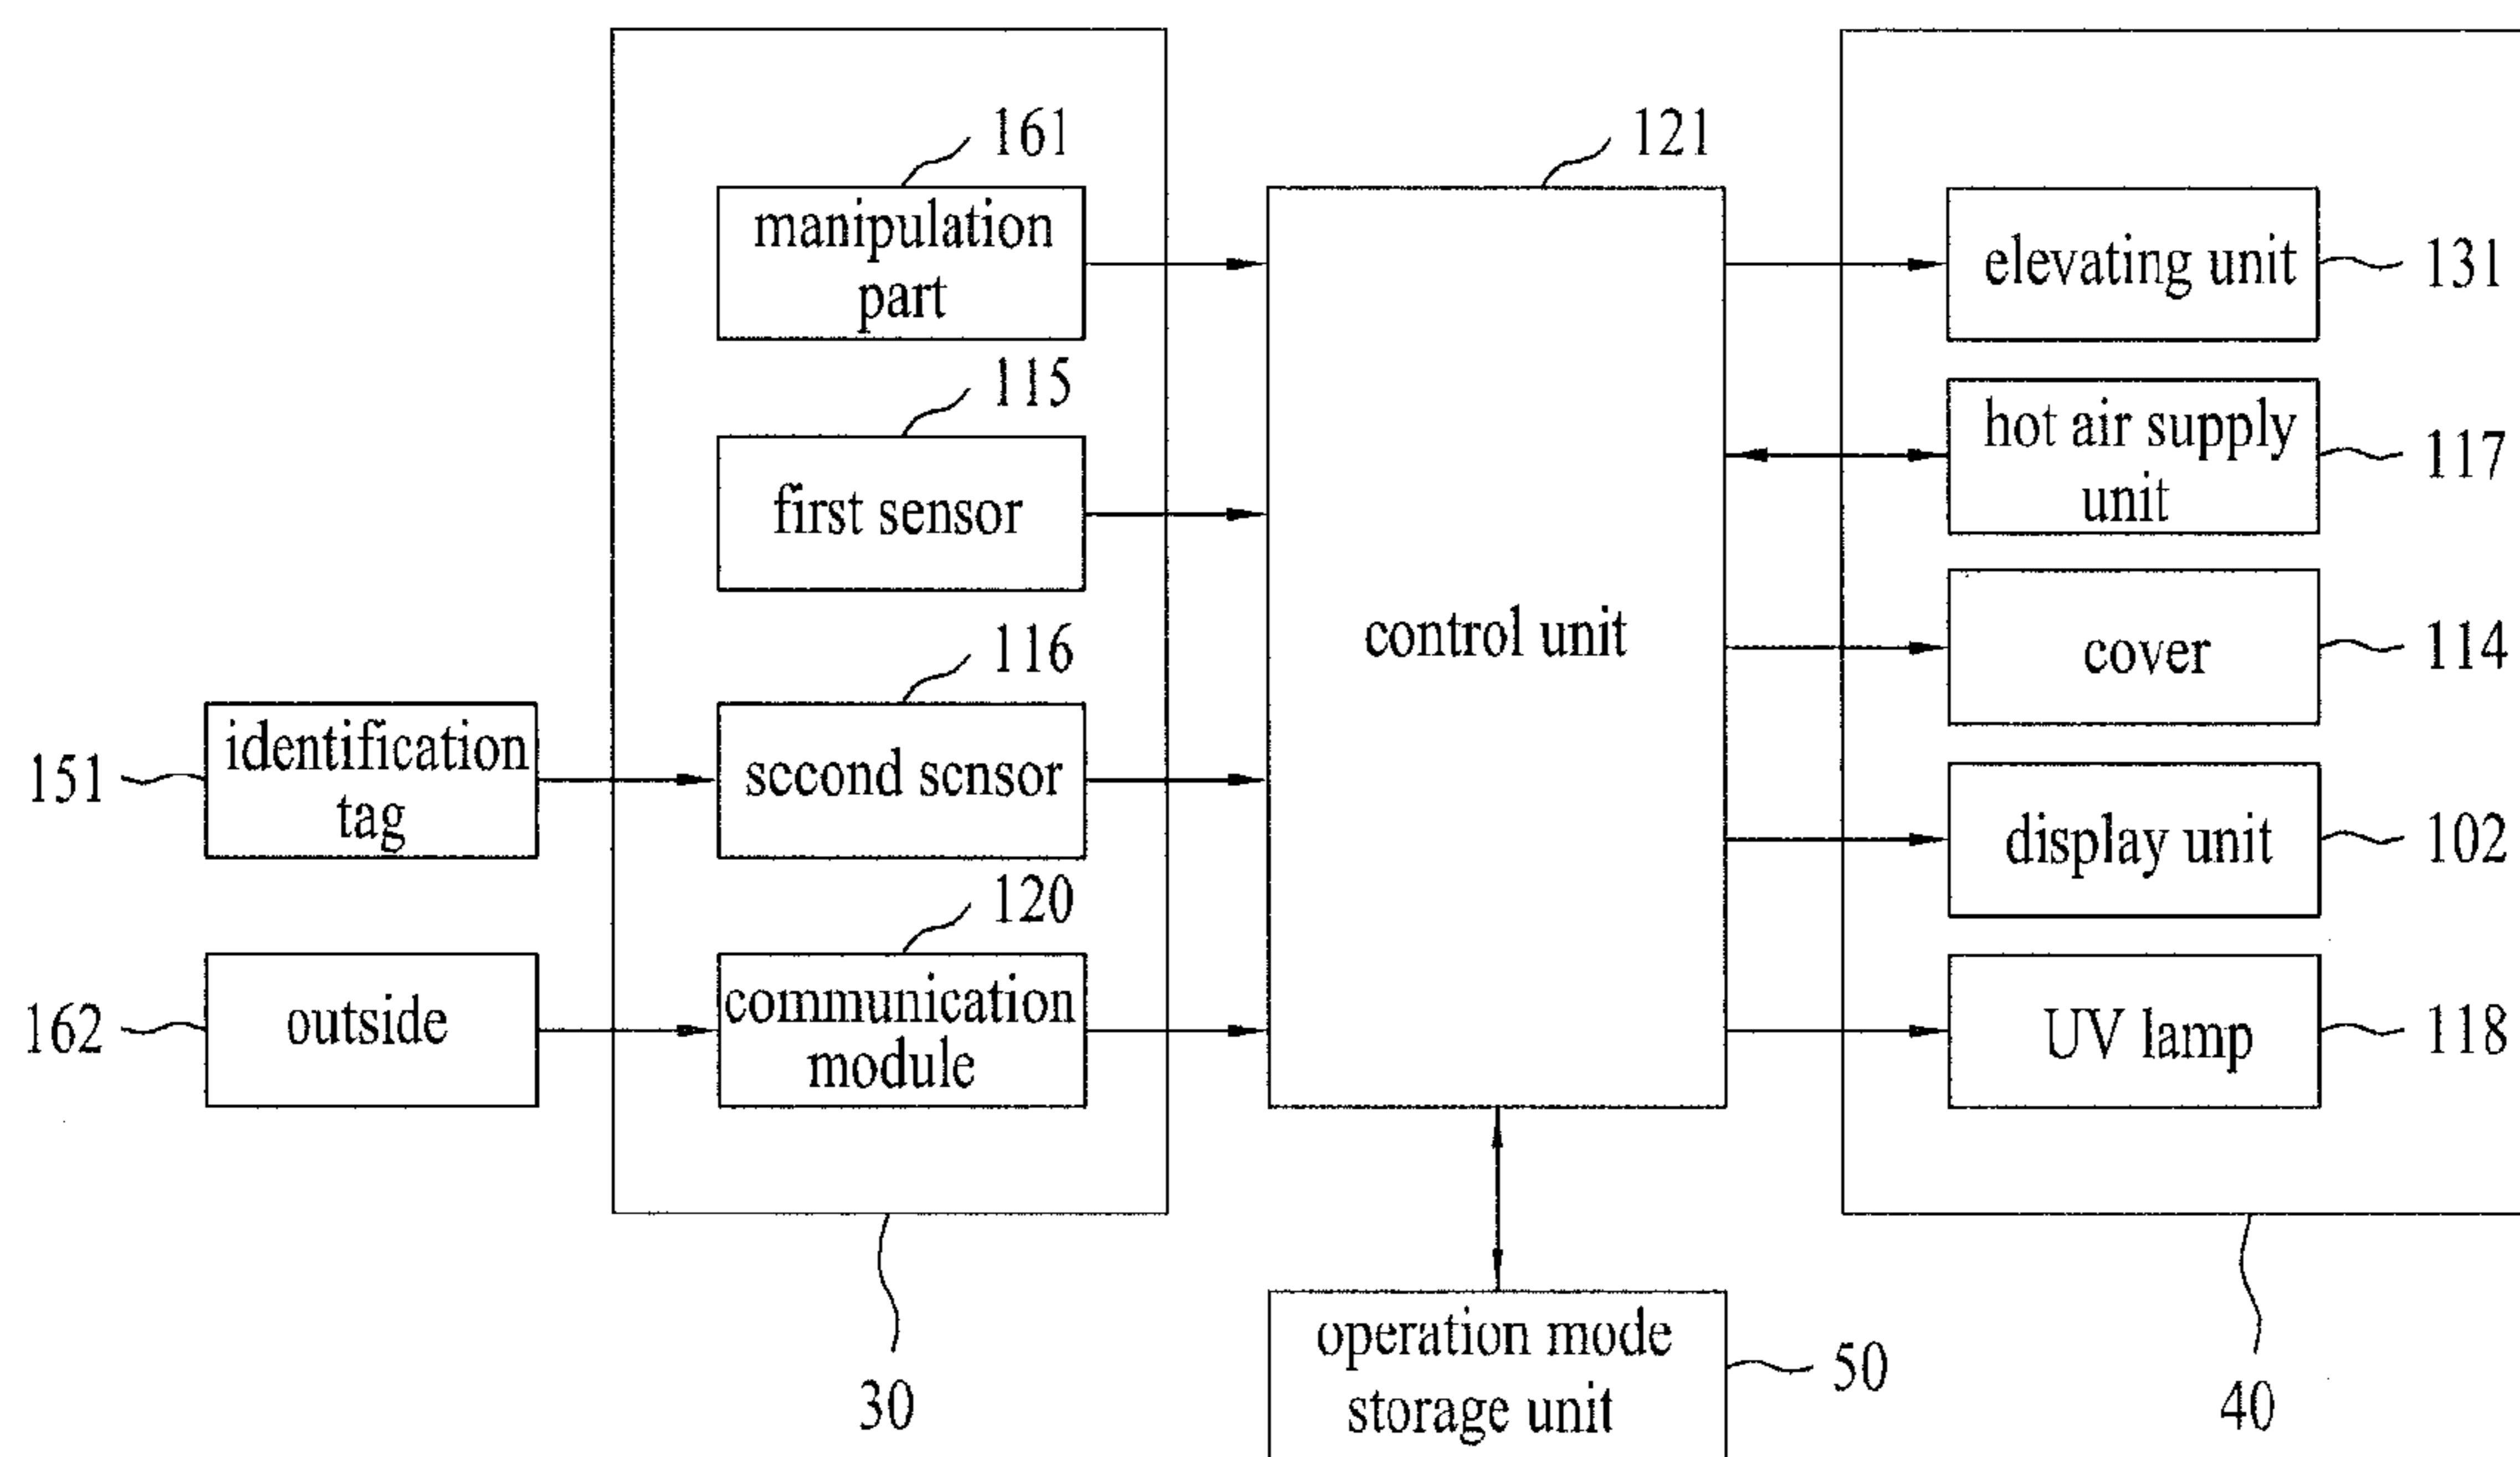 161
manipulation
part
115
first sensor
116
second sensor
120
communication
module
151
identification
tag
162
outside
30
121
control unit
operation mode
storage unit
50
elevating unit
131
hot air supply
unit
117
cover
114
display unit
102
UV lamp
118
40